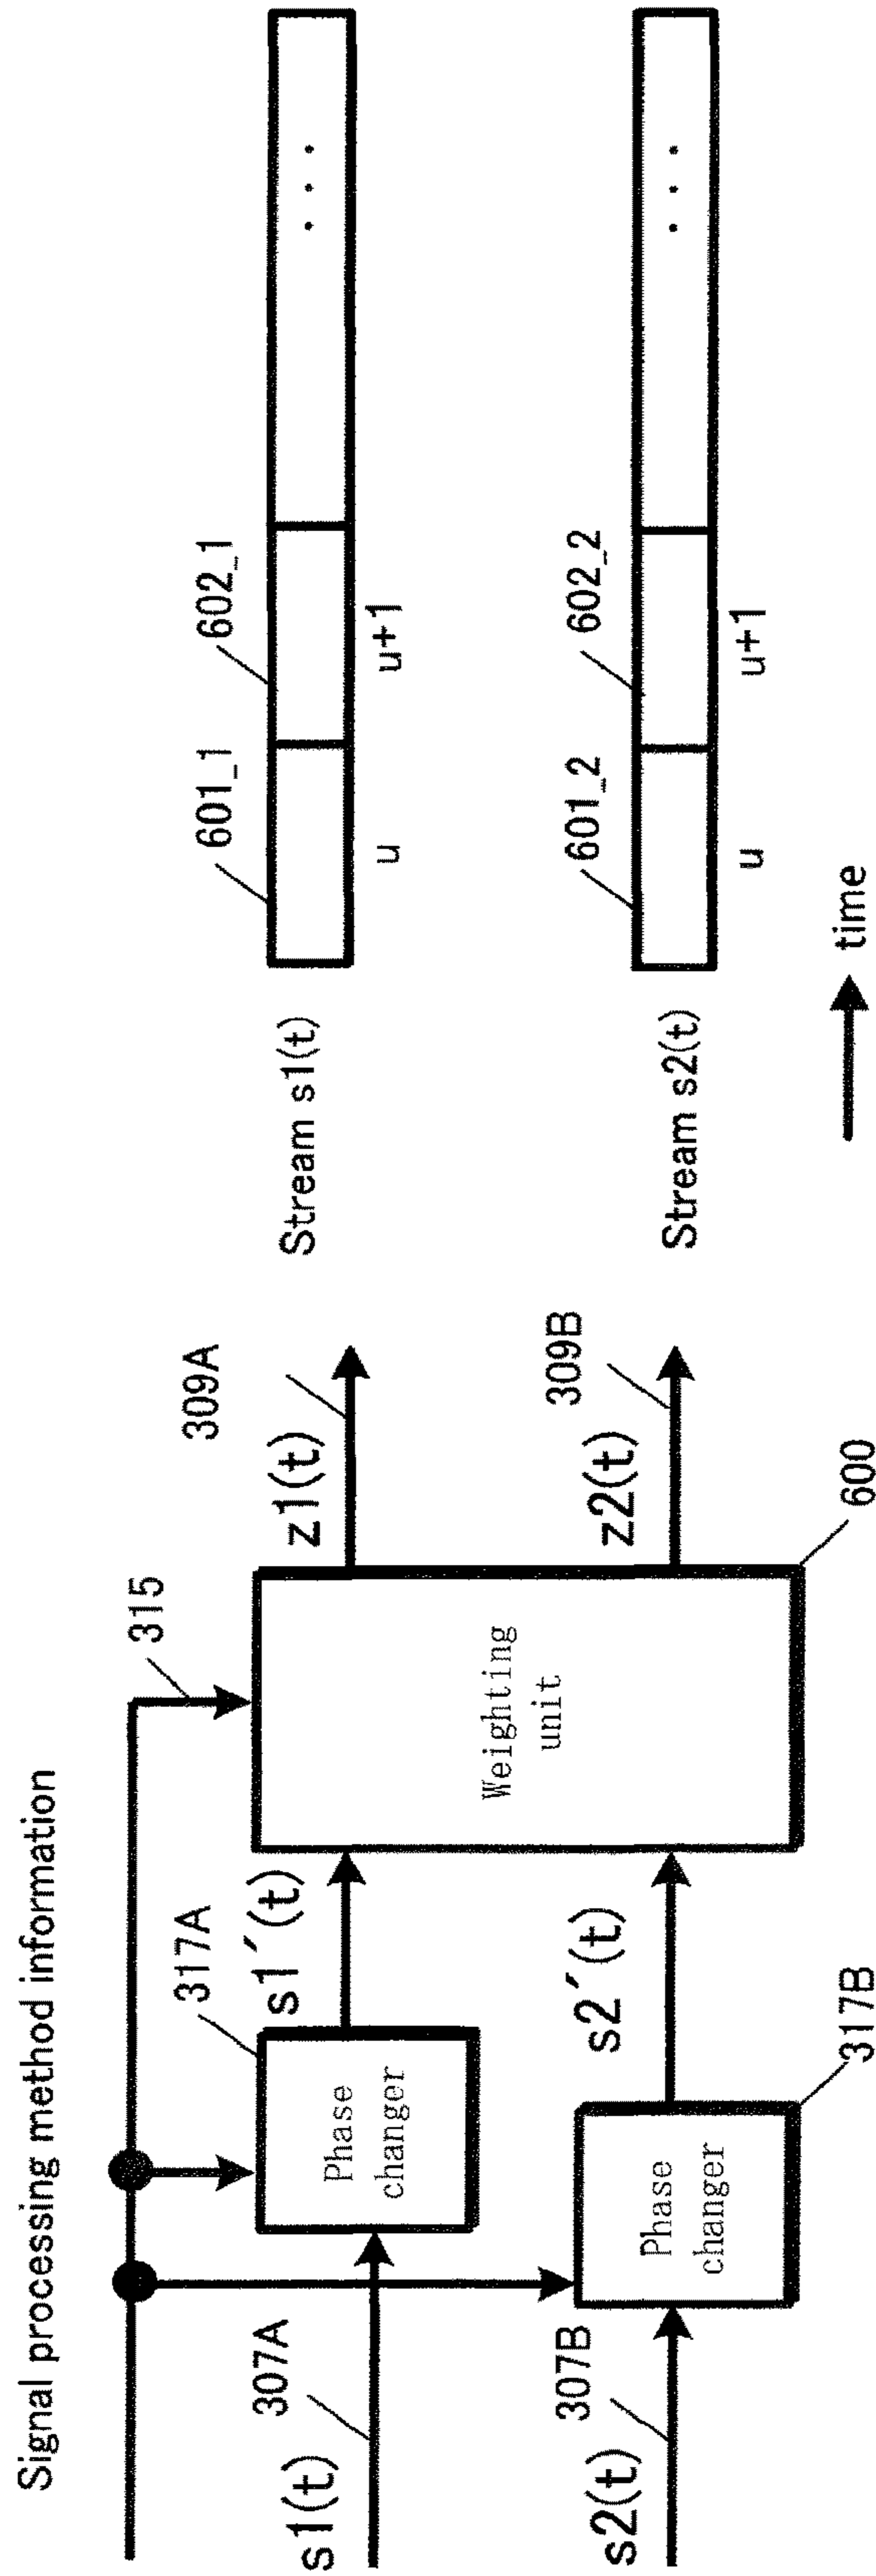 Signal processing method information
315
s1(t)
307A
317A
Phase
changer
s1´(t)
Weighting
unit
z1(t)
309A
s2(t)
307B
Phase
changer
317B
s2´(t)
600
z2(t)
309B
Stream s1(t)
601_1
602_1
. . .
u
u+1
Stream s2(t)
601_2
602_2
. . .
u
u+1
time